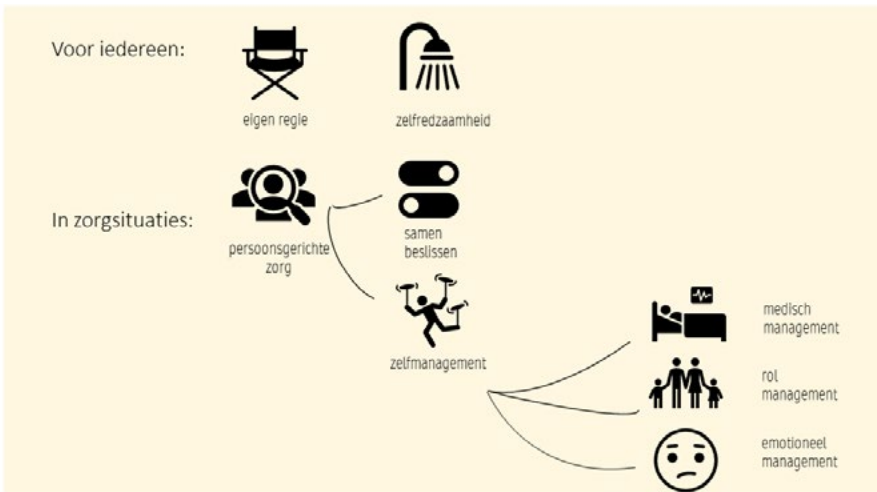 Voor iedereen:
eigen regie
zelfredzaamheid
In zorgsituaties:
persoonsgerichte
zorg
samen
beslissen
zelfmanagement
medisch
management
rol
management
emotioneel
management